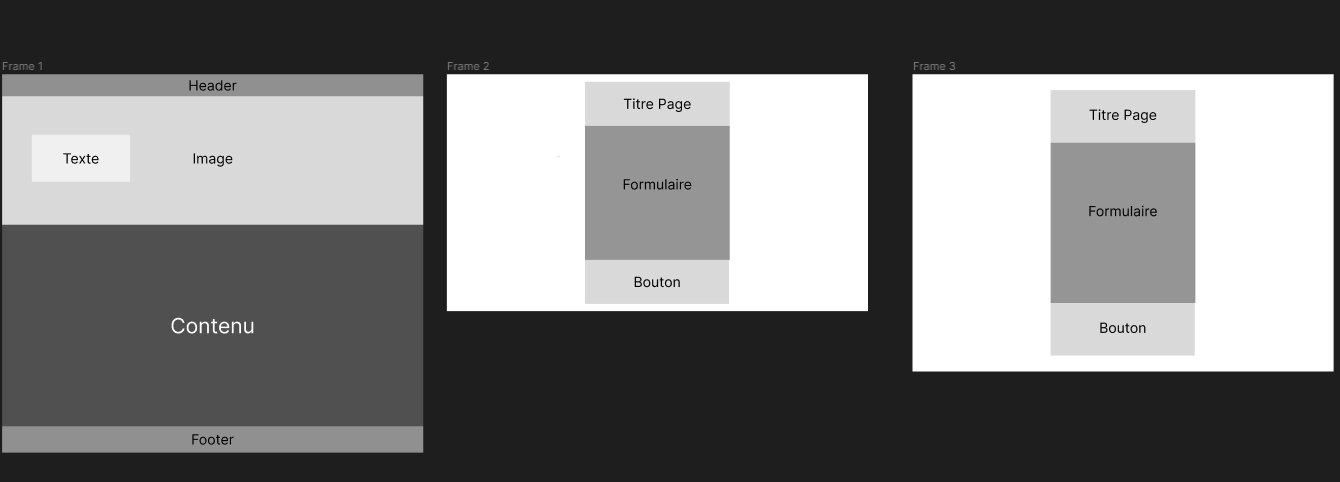 Frame 1
Header
Texte
Image
Contenu
Footer
Frame 2
Titre Page
Formulaire
Bouton
Frame 3
Titre Page
Formulaire
Bouton